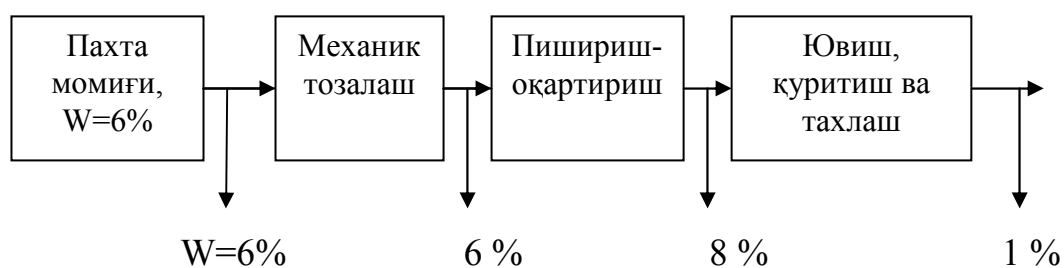 Пахта
момиғи,
W=6%
Механик
тозалаш
Пишириш-
оқартириш
Ювиш,
қуритиш ва
тахлаш
W=6%
6 %
8 %
1 %